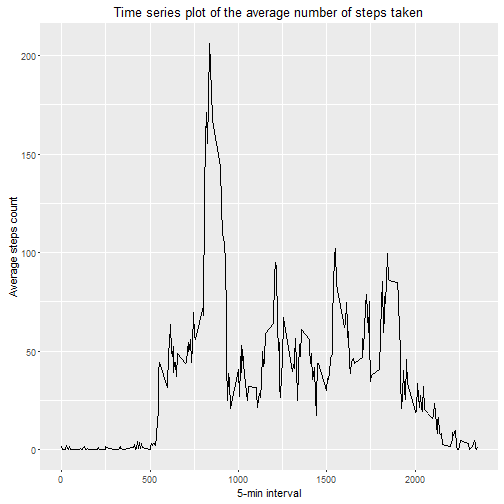 Time series plot of the average number of steps taken
Average steps count
200
150
100
50
0
0 500 1000 1500 2000
5-min interval